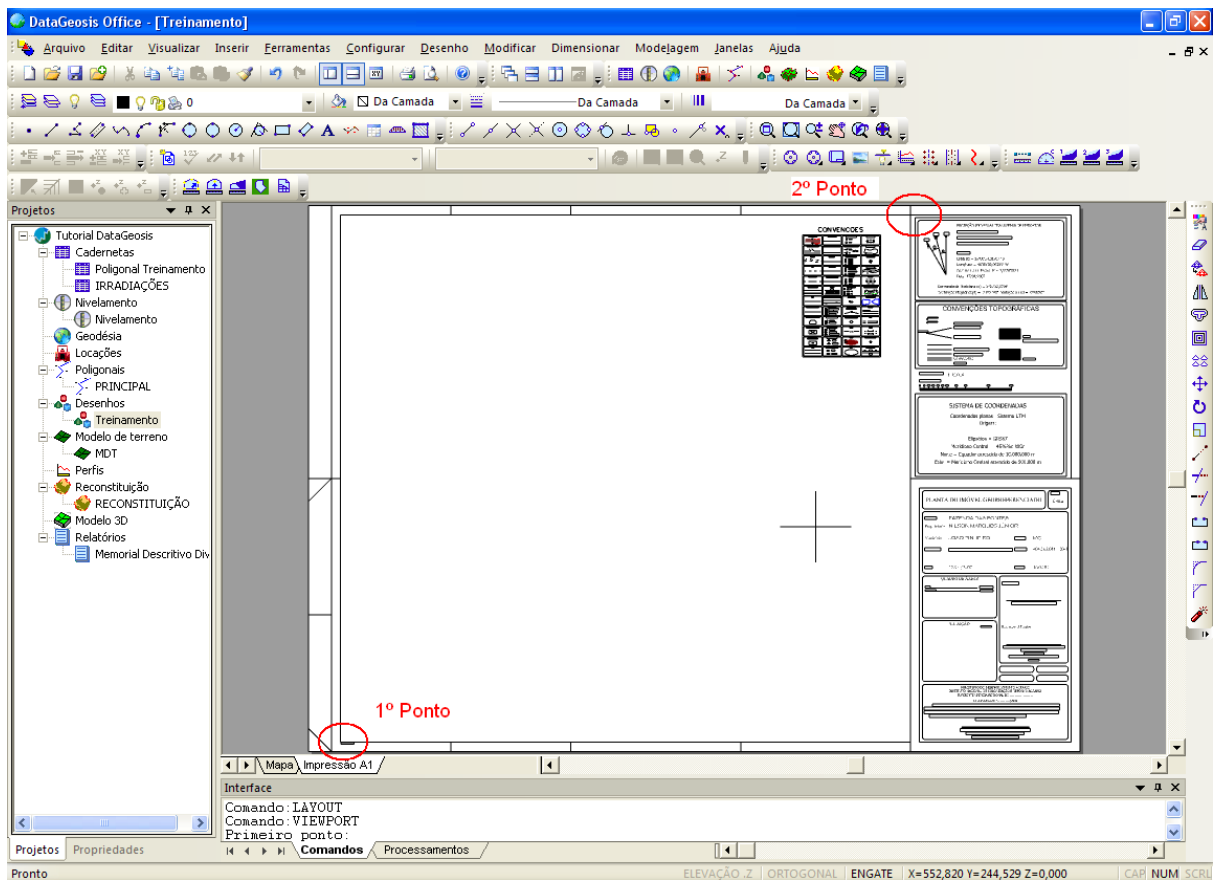 DataGeosis Office - [Treinamento]
Arquivo Editar Visualizar Inserir Ferramentas Configurar Desenho Modificar Dimensionar Modelagem Janelas Ajuda
0 Da Camada Da Camada Da Camada
2º Ponto
Projetos
Tutorial DataGeosis
Cadernetas
Poligonal Treinamento
IRRADIAÇÕES
Nivelamento
Nivelamento
Geodésia
Locações
Poligonais
PRINCIPAL
Desenhos
Treinamento
Modelo de terreno
MDT
Perfis
Reconstituição
RECONSTITUIÇÃO
Modelo 3D
Relatórios
Memorial Descritivo Div
CONVENCOES
CONVENÇÕES TOPOGRÁFICAS
SISTEMA DE COORDENADAS
1º Ponto
Mapa Impressão A1
Interface
Comando:LAYOUT
Comando:VIEWPORT
Primeiro ponto:
Projetos Propriedades
Comandos Processamentos
Pronto
ELEVAÇÃO .Z ORTOGONAL ENGATE X=552,820 Y=244,529 Z=0,000 CAP NUM SCRL